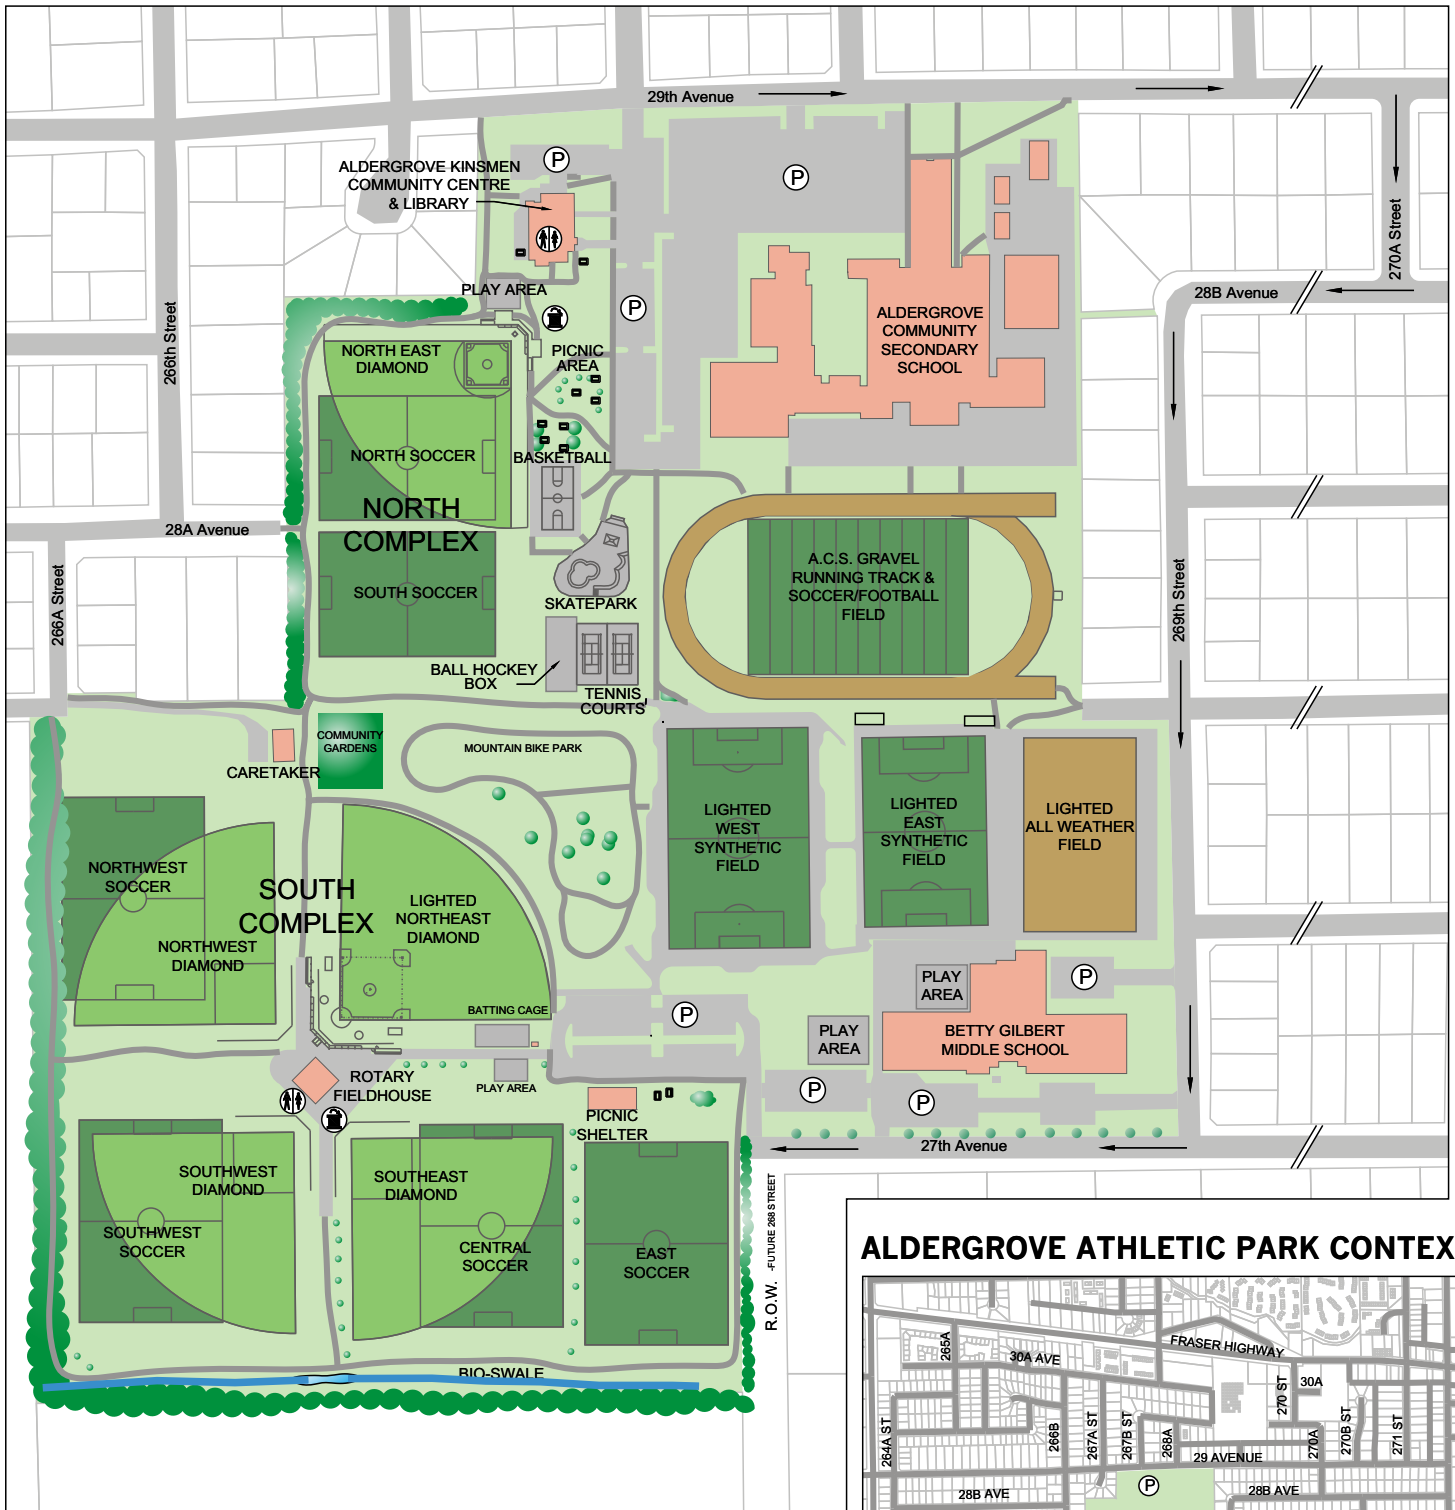 29th Avenue
ALDERGROVE KINSMEN
COMMUNITY CENTRE
& LIBRARY
P
P
P
270A Street
28B Avenue
266th Street
PLAY AREA
ALDERGROVE
COMMUNITY
SECONDARY
SCHOOL
NORTH EAST
DIAMOND
PICNIC
AREA
NORTH SOCCER
BASKETBALL
NORTH
COMPLEX
28A Avenue
266A Street
SOUTH SOCCER
SKATEPARK
A.C.S. GRAVEL
RUNNING TRACK &
SOCCER/FOOTBALL
FIELD
269th Street
BALL HOCKEY
BOX
TENNIS
COURTS
COMMUNITY
GARDENS
MOUNTAIN BIKE PARK
CARETAKER
LIGHTED
WEST
SYNTHETIC
FIELD
LIGHTED
EAST
SYNTHETIC
FIELD
LIGHTED
ALL WEATHER
FIELD
NORTHWEST
SOCCER
SOUTH
COMPLEX
LIGHTED
NORTHEAST
DIAMOND
NORTHWEST
DIAMOND
BATTING CAGE
P
PLAY
AREA
P
PLAY
AREA
BETTY GILBERT
MIDDLE SCHOOL
ROTARY
FIELDHOUSE
PLAY AREA
P
P
PICNIC
SHELTER
27th Avenue
SOUTHWEST
DIAMOND
SOUTHEAST
DIAMOND
SOUTHWEST
SOCCER
CENTRAL
SOCCER
EAST
SOCCER
R.O.W. -FUTURE 268 STREET
BIO-SWALE
ALDERGROVE ATHLETIC PARK CONTEX
265A
30A AVE
FRASER HIGHWAY
270 ST
30A
264A ST
266B
267A ST
267B ST
268A
270A
270B ST
271 ST
29 AVENUE
P
28B AVE
28B AVE